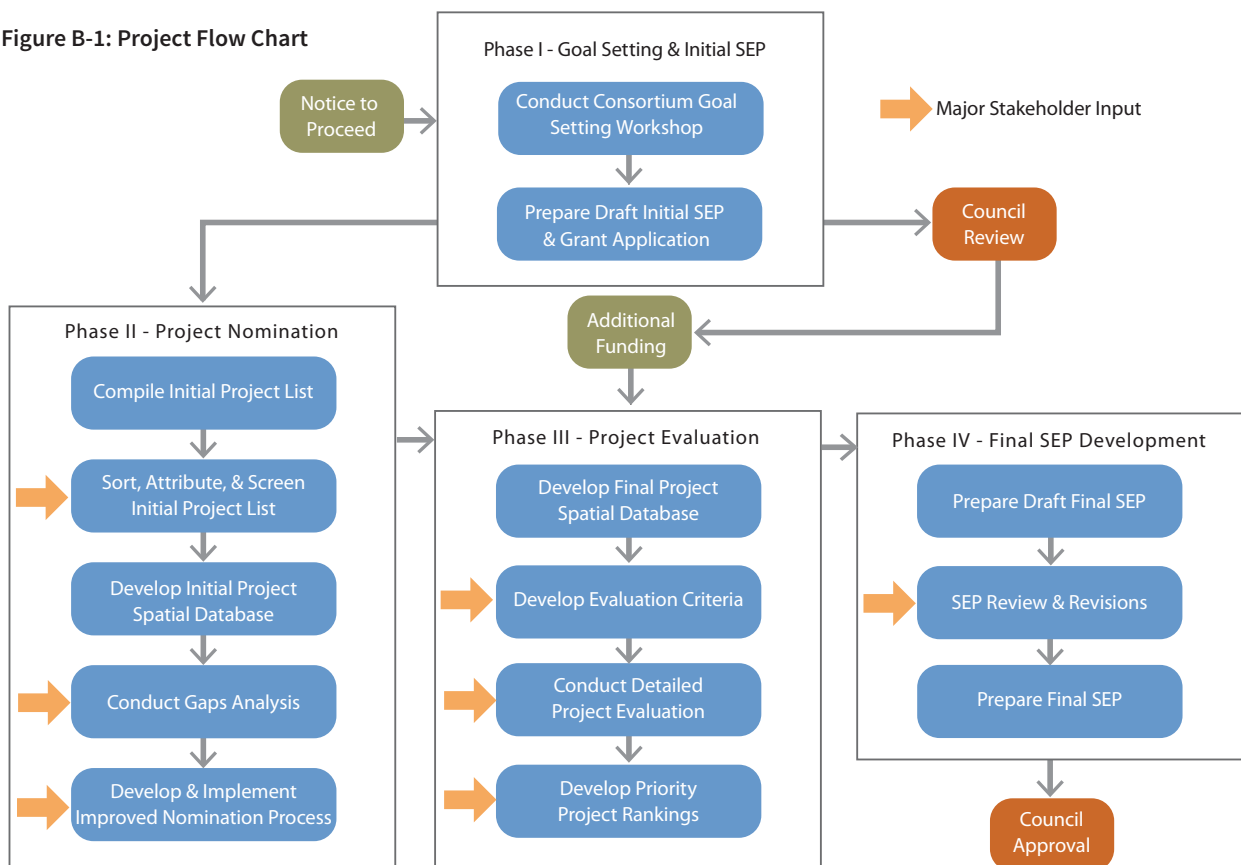 Figure B-1: Project Flow Chart
Phase I - Goal Setting & Initial SEP
Notice to
Proceed
Conduct Consortium Goal
Setting Workshop
Major Stakeholder Input
Prepare Draft Initial SEP
& Grant Application
Council
Review
Additional
Funding
Phase II - Project Nomination
Compile Initial Project List
Sort, Attribute, & Screen
Initial Project List
Develop Initial Project
Spatial Database
Conduct Gaps Analysis
Develop & Implement
Improved Nomination Process
Phase III - Project Evaluation
Develop Final Project
Spatial Database
Develop Evaluation Criteria
Conduct Detailed
Project Evaluation
Develop Priority
Project Rankings
Phase IV - Final SEP Development
Prepare Draft Final SEP
SEP Review & Revisions
Prepare Final SEP
Council
Approval